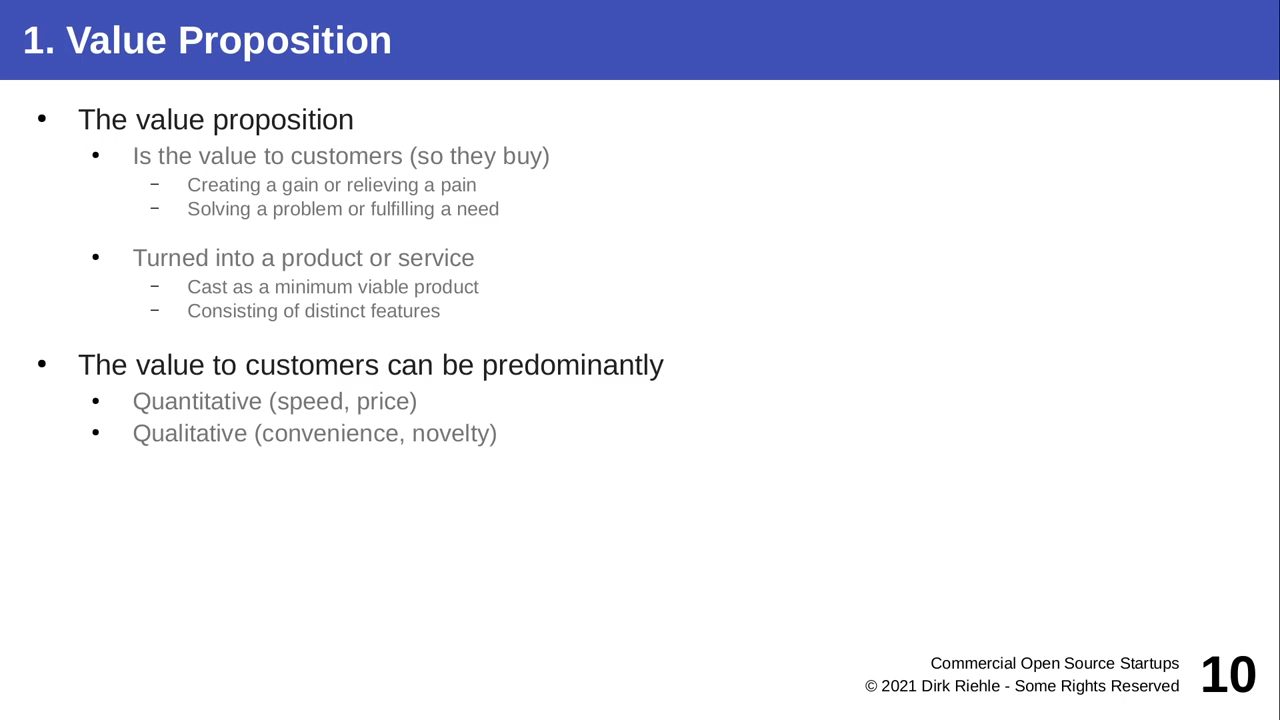 1. Value Proposition
• The value proposition
• Is the value to customers (so they buy)
– Creating a gain or relieving a pain
– Solving a problem or fulfilling a need
• Turned into a product or service
– Cast as a minimum viable product
– Consisting of distinct features
• The value to customers can be predominantly
• Quantitative (speed, price)
• Qualitative (convenience, novelty)
Commercial Open Source Startups
© 2021 Dirk Riehle - Some Rights Reserved
10